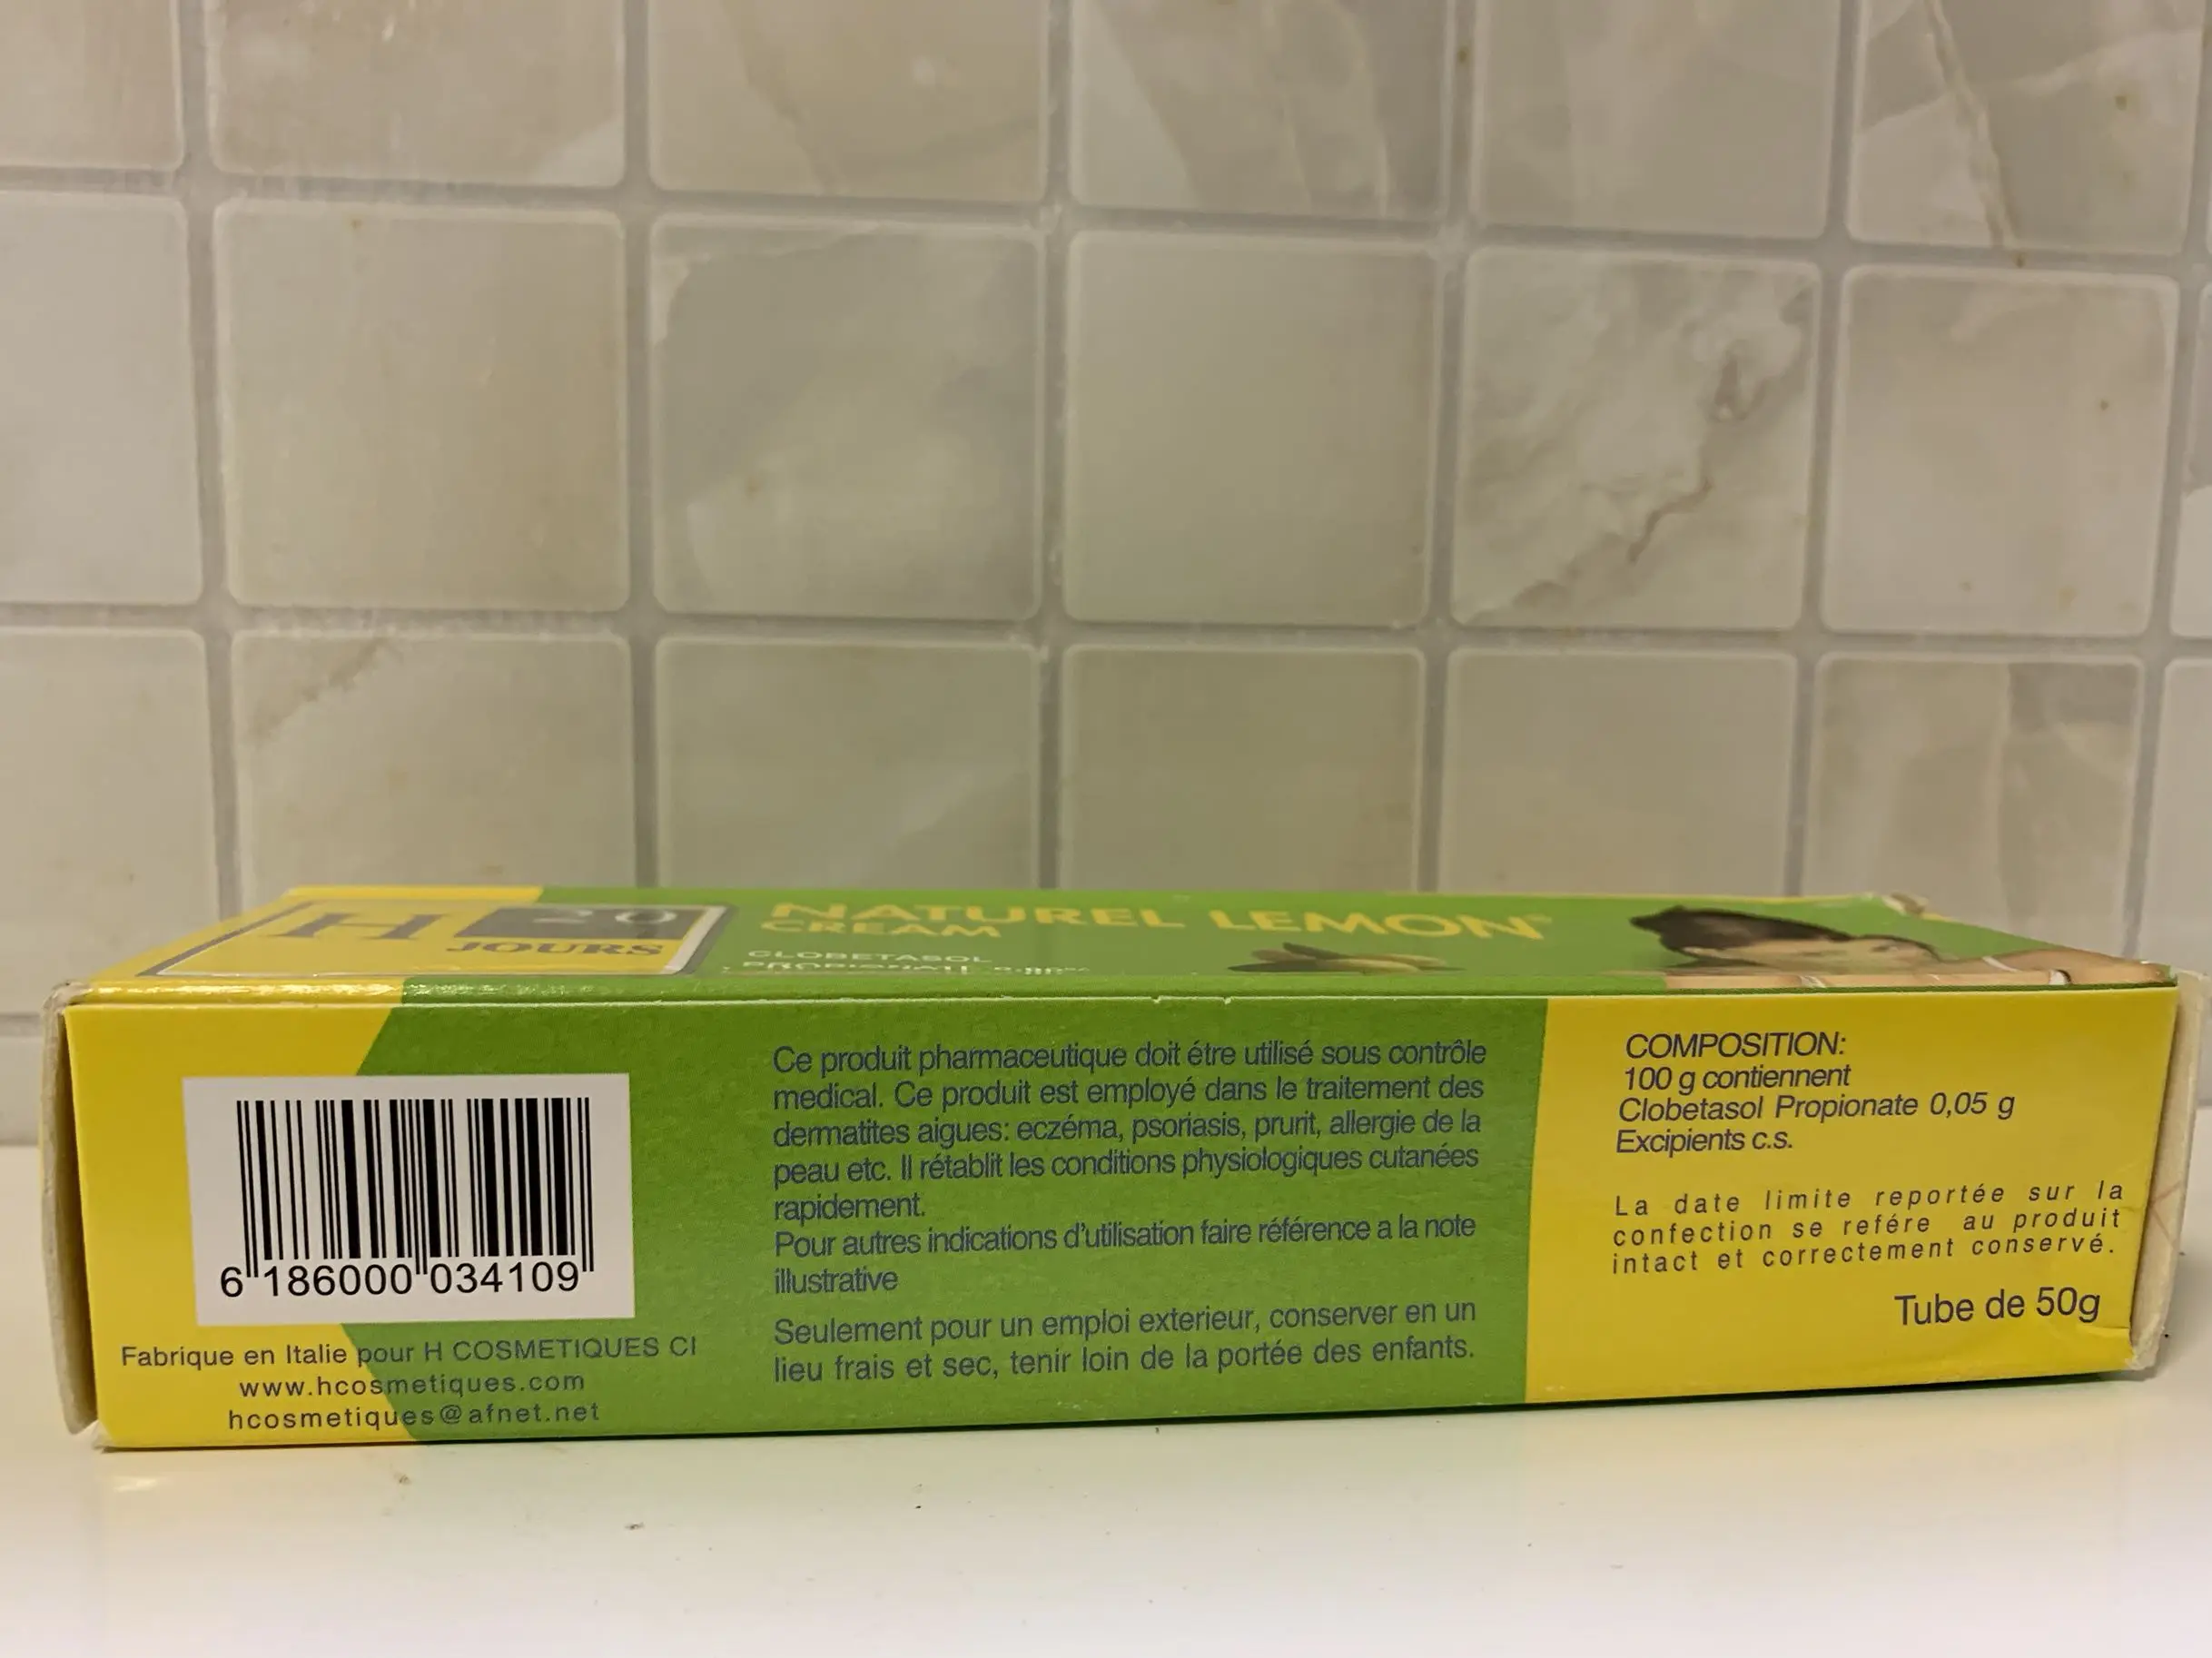 H 20
JOURS
NATUREL LEMON®
CREAM
CLOBETASOL
Ce produit pharmaceutique doit étre utilisé sous contrôle
medical. Ce produit est employé dans le traitement des
dermatites aigues: eczéma, psoriasis, prurit, allergie de la
peau etc. Il rétablit les conditions physiologiques cutanées
rapidement.
Pour autres indications d'utilisation faire référence a la note
illustrative
Seulement pour un emploi exterieur, conserver en un
lieu frais et sec, tenir loin de la portée des enfants.
COMPOSITION:
100 g contiennent
Clobetasol Propionate 0,05 g
Excipients c.s.
La date limite reportée sur la
confection se refére au produit
intact et correctement conservé.
Tube de 50g
6 186000 034109
Fabrique en Italie pour H COSMETIQUES CI
www.hcosmetiques.com
hcosmetiques@afnet.net